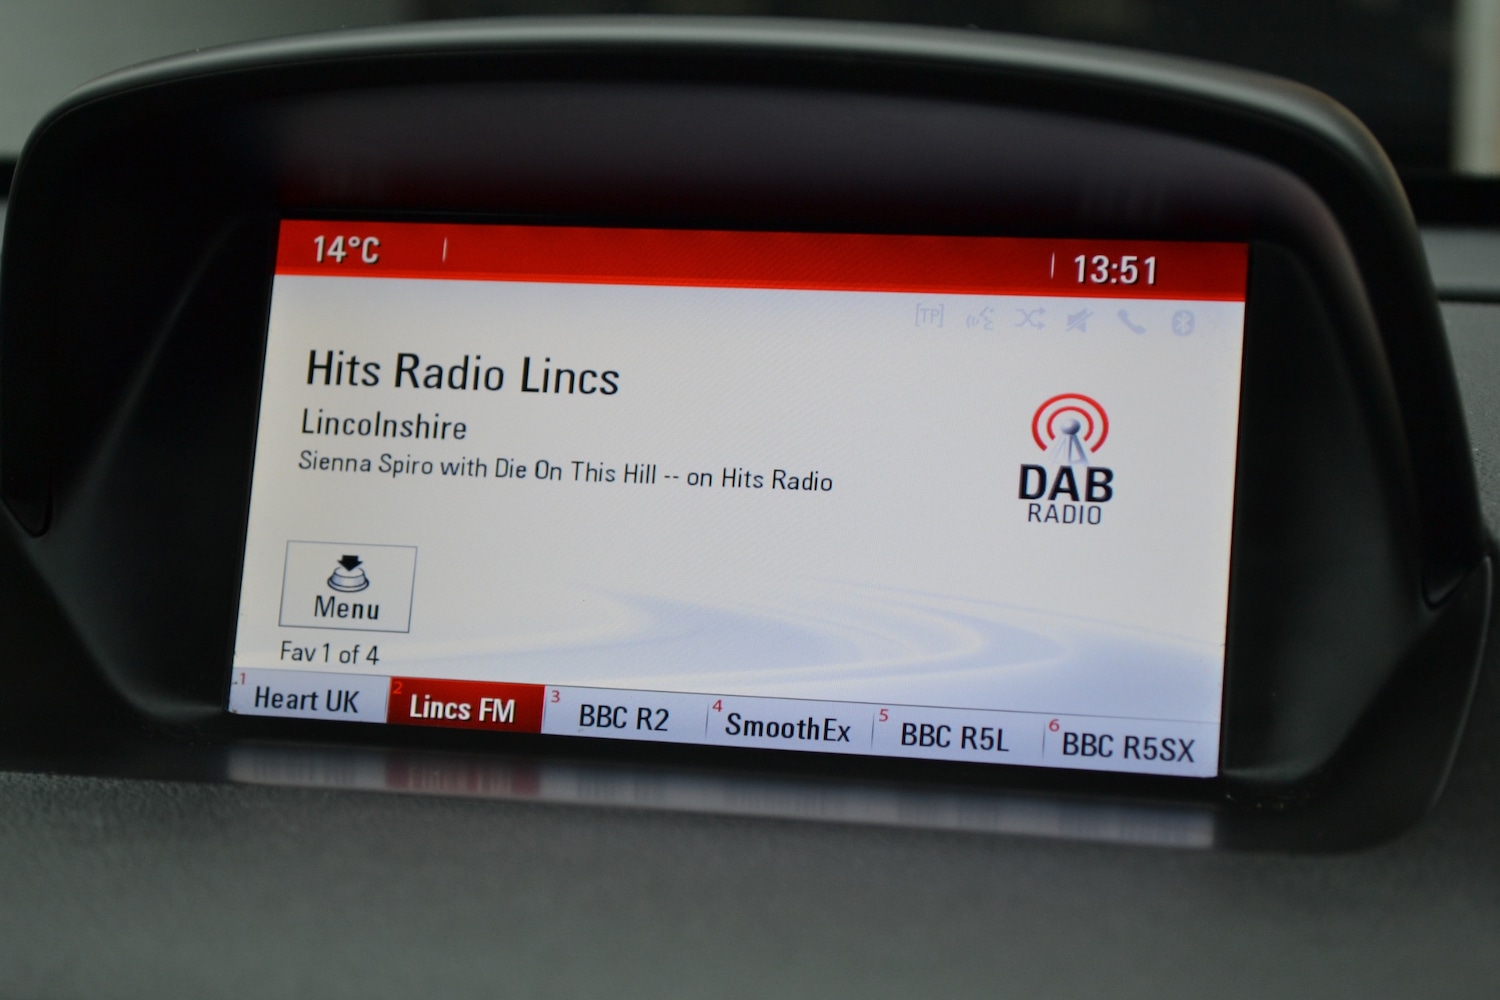 14°C
13:51
[TP]
Hits Radio Lincs
Lincolnshire
Sienna Spiro with Die On This Hill -- on Hits Radio
DAB
RADIO
Menu
Fav 1 of 4
1 Heart UK
2 Lincs FM
3 BBC R2
4 SmoothEx
5 BBC R5L
6 BBC R5SX